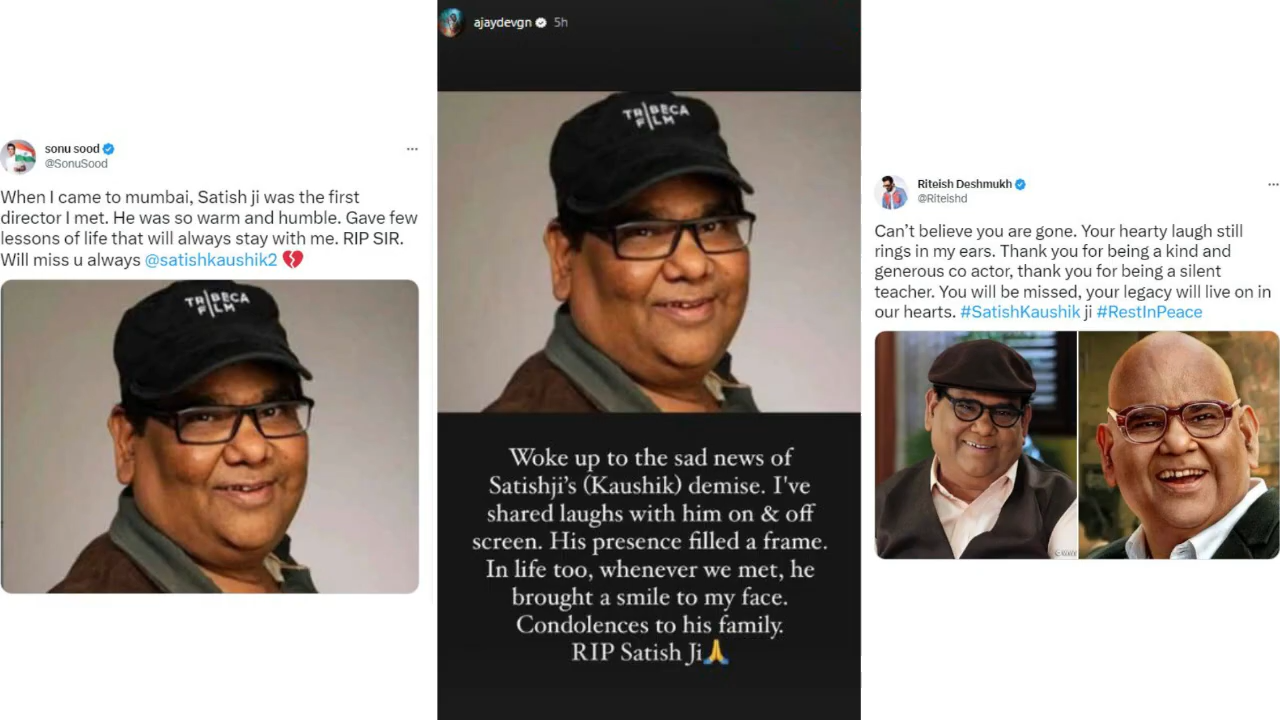 sonu sood
@SonuSood
When I came to mumbai, Satish ji was the first
director I met. He was so warm and humble. Gave few
lessons of life that will always stay with me. RIP SIR.
Will miss u always @satishkaushik2 💔
TRIBECA
FILM
ajaydevgn 5h
TRIBECA
FILM
Woke up to the sad news of
Satishji’s (Kaushik) demise. I've
shared laughs with him on & off
screen. His presence filled a frame.
In life too, whenever we met, he
brought a smile to my face.
Condolences to his family.
RIP Satish Ji🙏
Riteish Deshmukh
@Riteishd
Can’t believe you are gone. Your hearty laugh still
rings in my ears. Thank you for being a kind and
generous co actor, thank you for being a silent
teacher. You will be missed, your legacy will live on in
our hearts. #SatishKaushik ji #RestInPeace